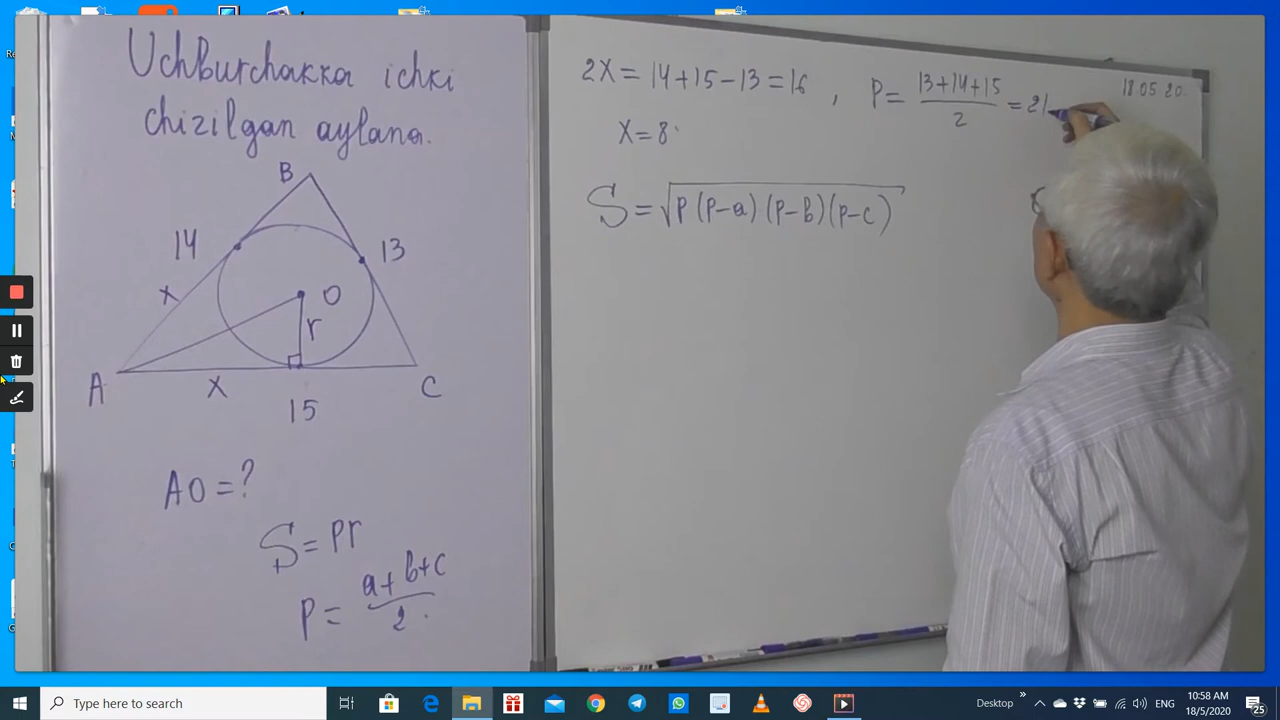 Uchburchakka ichki
chizilgan aylana.
B
14
13
x
O
r
A
x
C
15
AO = ?
S = pr
p = a + b + c / 2.
2x = 14 + 15 - 13 = 16 , p = 13 + 14 + 15 / 2 = 21
x = 8.
S = √p (p-a) (p-b) (p-c)
18.05 20
Type here to search
Desktop
»
ENG
10:58 AM
18/5/2020
25